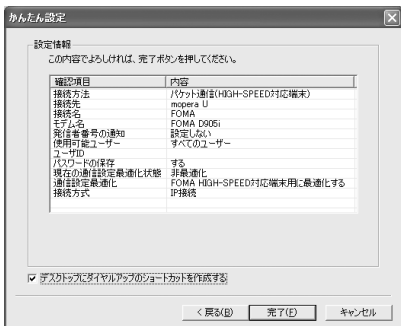 かんたん設定
設定情報
この内容でよろしければ、完了ボタンを押してください。
確認項目 内容
接続方法 パケット通信(HIGH-SPEED対応端末)
接続先 mopera U
接続名 FOMA
モデム名 FOMA D905i
発信者番号の通知 設定しない
使用可能ユーザー すべてのユーザー
ユーザID
パスワードの保存 する
現在の通信設定最適化状態 非最適化
通信設定最適化 FOMA HIGH-SPEED対応端末用に最適化する
接続方式 IP接続
デスクトップにダイヤルアップのショートカットを作成する
< 戻る(B) 完了(F) キャンセル